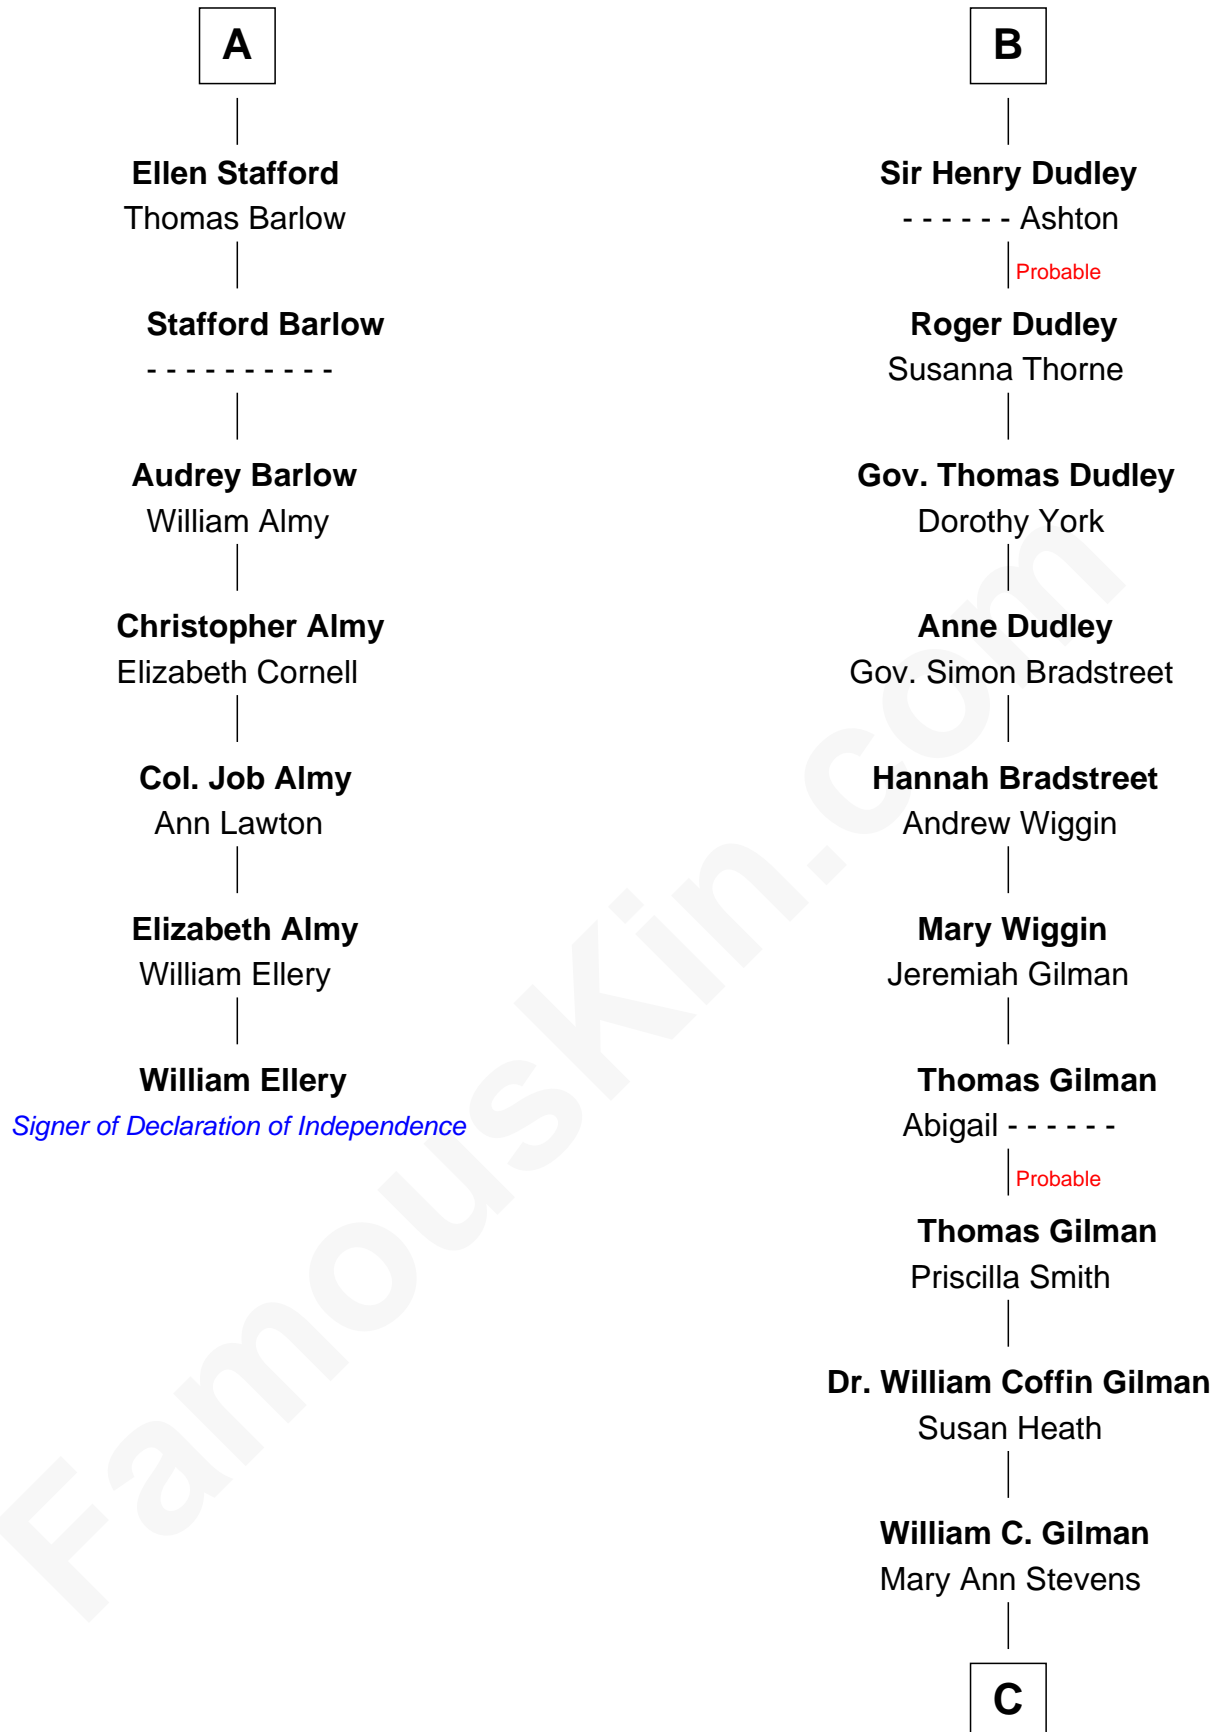 A
Ellen Stafford
Thomas Barlow
Stafford Barlow
- - - - - - - - - -
Audrey Barlow
William Almy
Christopher Almy
Elizabeth Cornell
Col. Job Almy
Ann Lawton
Elizabeth Almy
William Ellery
William Ellery
Signer of Declaration of Independence
B
Sir Henry Dudley
- - - - - - Ashton
Probable
Roger Dudley
Susanna Thorne
Gov. Thomas Dudley
Dorothy York
Anne Dudley
Gov. Simon Bradstreet
Hannah Bradstreet
Andrew Wiggin
Mary Wiggin
Jeremiah Gilman
Thomas Gilman
Abigail - - - - - -
Probable
Thomas Gilman
Priscilla Smith
Dr. William Coffin Gilman
Susan Heath
William C. Gilman
Mary Ann Stevens
C
FamousKin.com